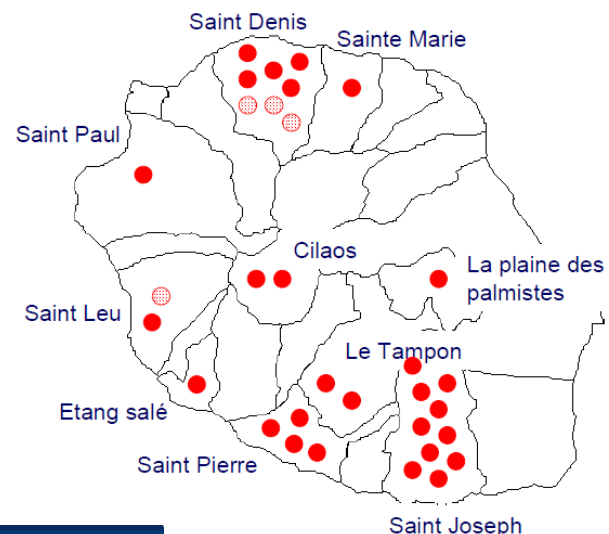 Saint Denis
Sainte Marie
Saint Paul
Cilaos
La plaine des
palmistes
Saint Leu
Le Tampon
Etang salé
Saint Pierre
Saint Joseph